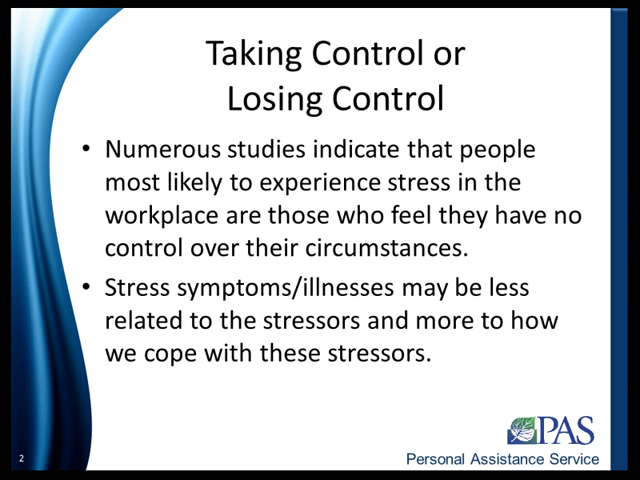 Taking Control or
Losing Control
• Numerous studies indicate that people
most likely to experience stress in the
workplace are those who feel they have no
control over their circumstances.
• Stress symptoms/illnesses may be less
related to the stressors and more to how
we cope with these stressors.
PAS
2
Personal Assistance Service